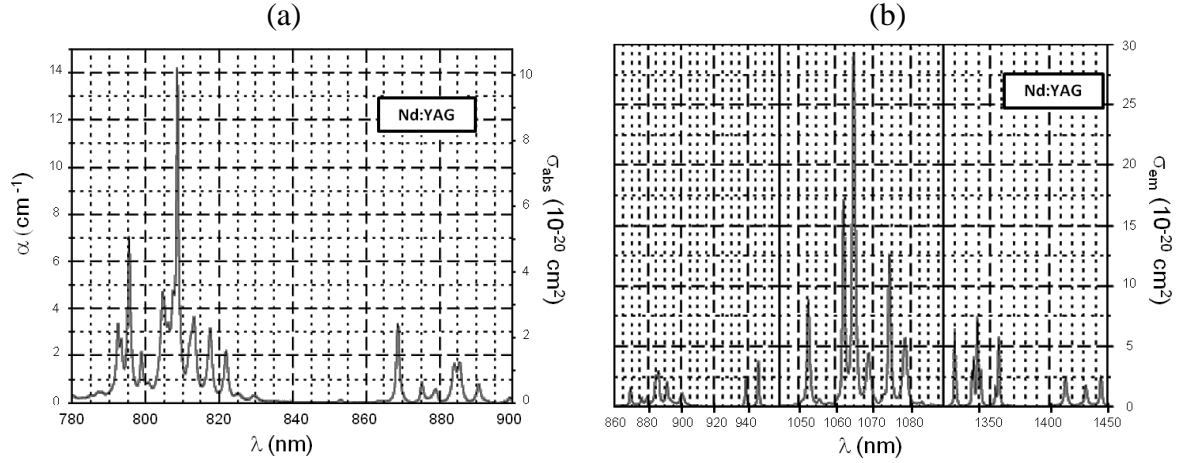 (a)
14
12
10
8
6
4
2
0
α (cm⁻¹)
Nd:YAG
10
8
6
4
2
0
σabs (10⁻²⁰ cm²)
780 800 820 840 860 880 900
λ (nm)
(b)
Nd:YAG
30
25
20
15
10
5
0
σem (10⁻²⁰ cm²)
860 880 900 920 940 1050 1060 1070 1080 1350 1400 1450
λ (nm)